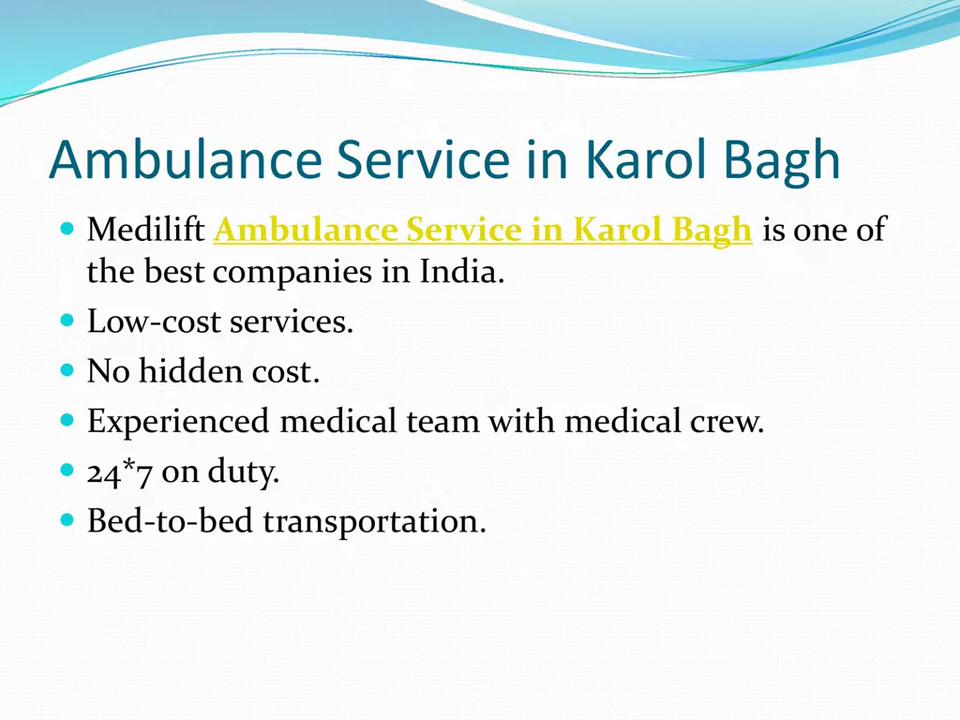 Ambulance Service in Karol Bagh
• Medilift Ambulance Service in Karol Bagh is one of
the best companies in India.
• Low-cost services.
• No hidden cost.
• Experienced medical team with medical crew.
• 24*7 on duty.
• Bed-to-bed transportation.